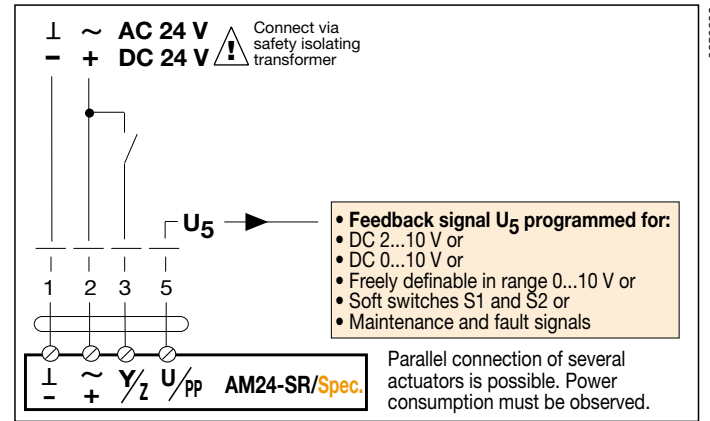 ⊥ ~ AC 24 V
– + DC 24 V
Connect via
safety isolating
transformer
!
U5
• Feedback signal U5 programmed for:
• DC 2...10 V or
• DC 0...10 V or
• Freely definable in range 0...10 V or
• Soft switches S1 and S2 or
• Maintenance and fault signals
1 2 3 5
⊥ ~ Y/Z U/PP AM24-SR/Spec.
– +
Parallel connection of several
actuators is possible. Power
consumption must be observed.